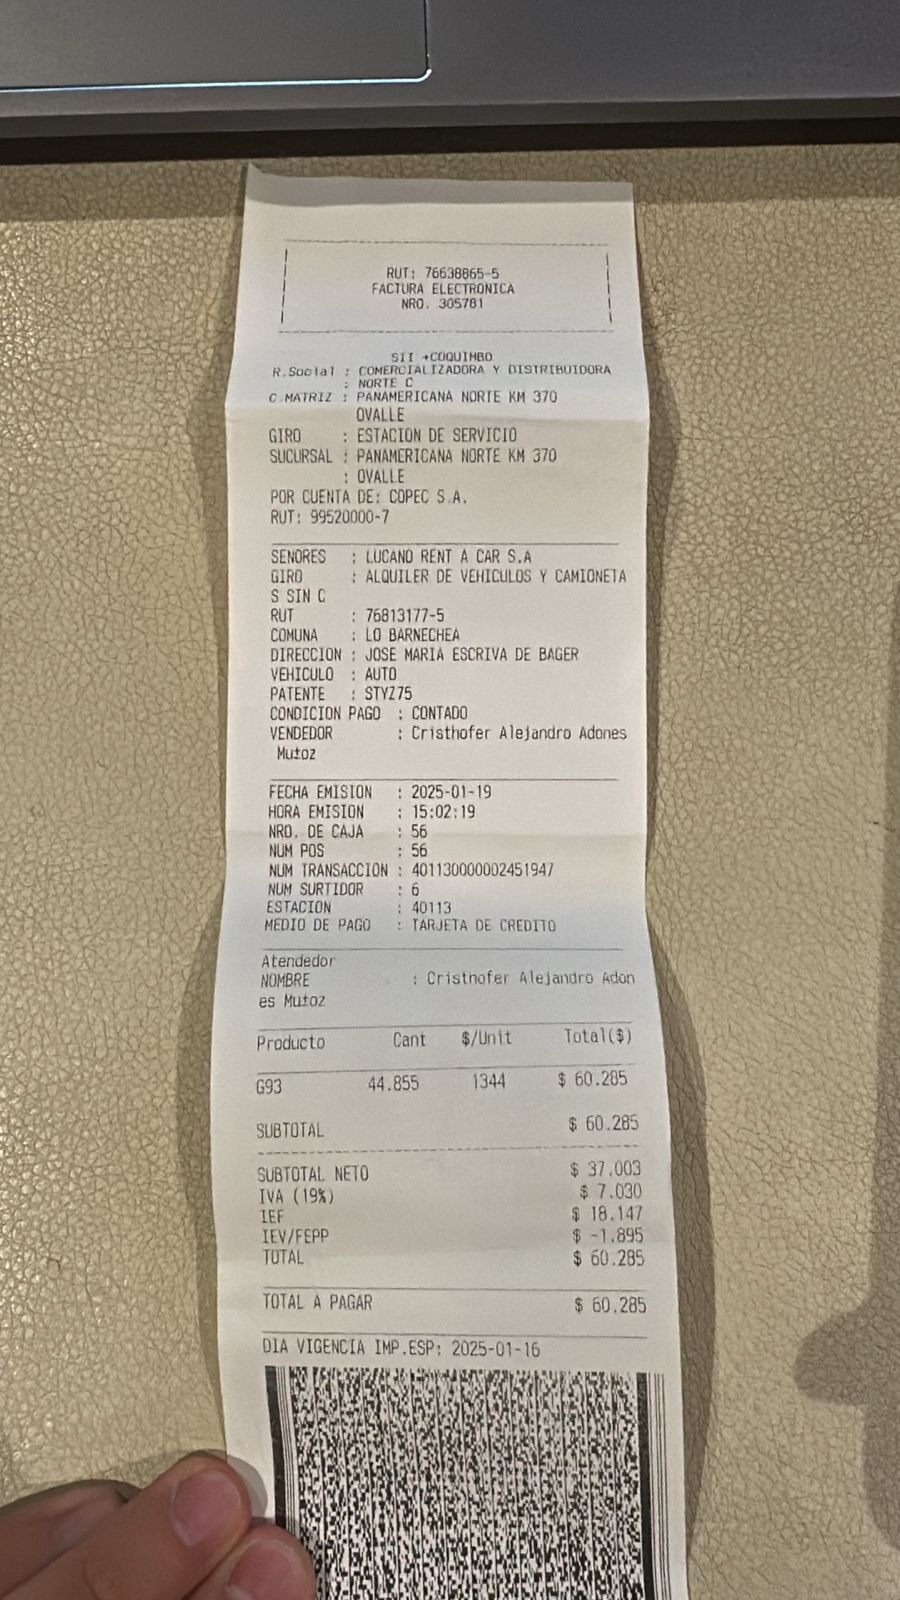 RUT: 76638865-5
FACTURA ELECTRONICA
NRO. 305781
SII +COQUIMBO
R.Social : COMERCIALIZADORA Y DISTRIBUIDORA
: NORTE C
C.MATRIZ : PANAMERICANA NORTE KM 370
OVALLE
GIRO : ESTACION DE SERVICIO
SUCURSAL : PANAMERICANA NORTE KM 370
: OVALLE
POR CUENTA DE: COPEC S.A.
RUT: 99520000-7
SENORES : LUCANO RENT A CAR S.A
GIRO : ALQUILER DE VEHICULOS Y CAMIONETA
S SIN C
RUT : 76813177-5
COMUNA : LO BARNECHEA
DIRECCION : JOSE MARIA ESCRIVA DE BAGER
VEHICULO : AUTO
PATENTE : STYZ75
CONDICION PAGO : CONTADO
VENDEDOR : Cristhofer Alejandro Adones
Mutoz
FECHA EMISION : 2025-01-19
HORA EMISION : 15:02:19
NRO. DE CAJA : 56
NUM POS : 56
NUM TRANSACCION : 401130000002451947
NUM SURTIDOR : 6
ESTACION : 40113
MEDIO DE PAGO : TARJETA DE CREDITO
Atendedor
NOMBRE : Cristhofer Alejandro Adon
es Mutoz
Producto Cant $/Unit Total($)
G93 44.855 1344 $ 60.285
SUBTOTAL $ 60.285
SUBTOTAL NETO $ 37.003
IVA (19%) $ 7.030
IEF $ 18.147
IEV/FEPP $ -1.895
TOTAL $ 60.285
TOTAL A PAGAR $ 60.285
DIA VIGENCIA IMP.ESP: 2025-01-16